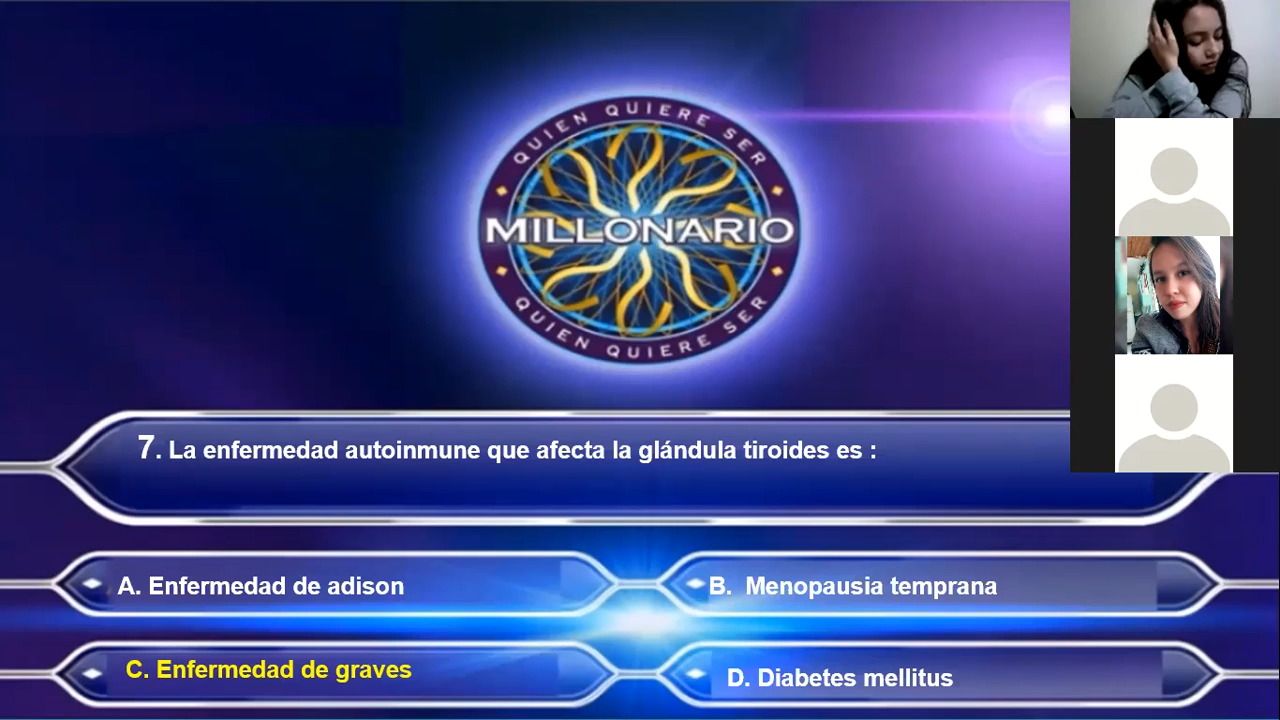 QUIEN QUIERE SER
MILLONARIO
QUIEN QUIERE SER
7. La enfermedad autoinmune que afecta la glándula tiroides es :
A. Enfermedad de adison
B. Menopausia temprana
C. Enfermedad de graves
D. Diabetes mellitus